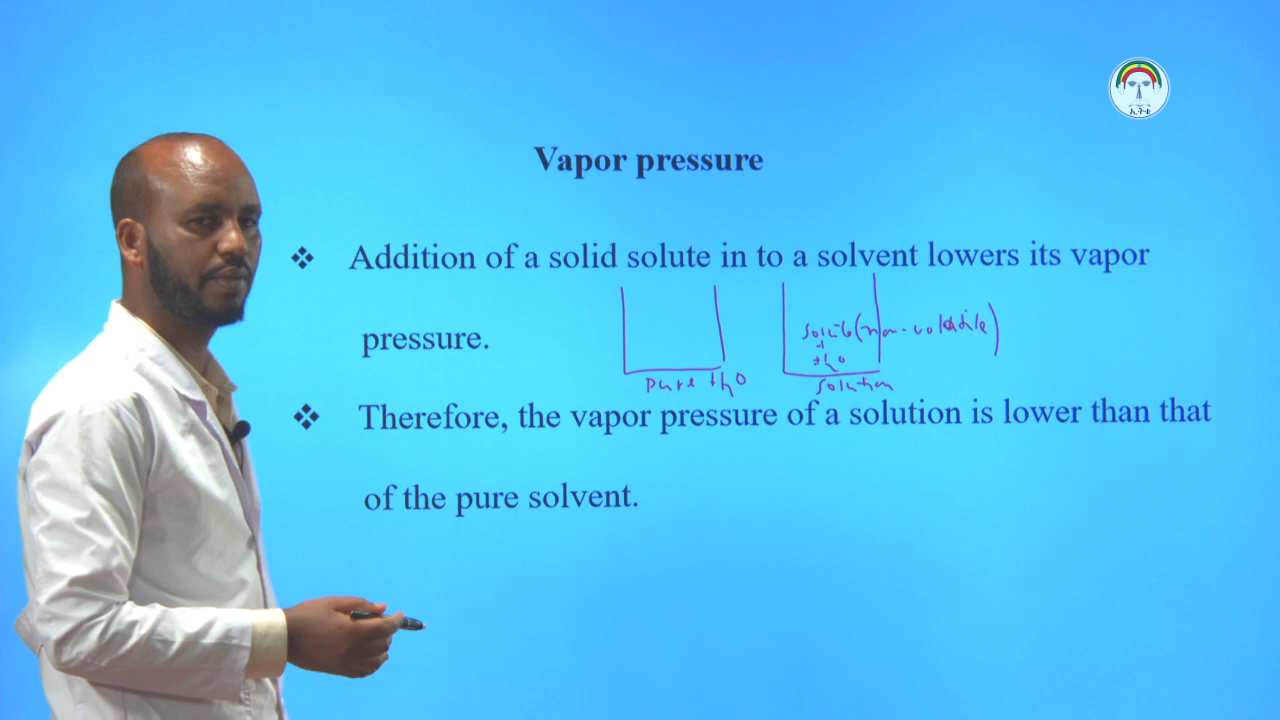 Vapor pressure
❖ Addition of a solid solute in to a solvent lowers its vapor
pressure.
solute (non-volatile)
+
H2O
pure H2O
solution
❖ Therefore, the vapor pressure of a solution is lower than that
of the pure solvent.